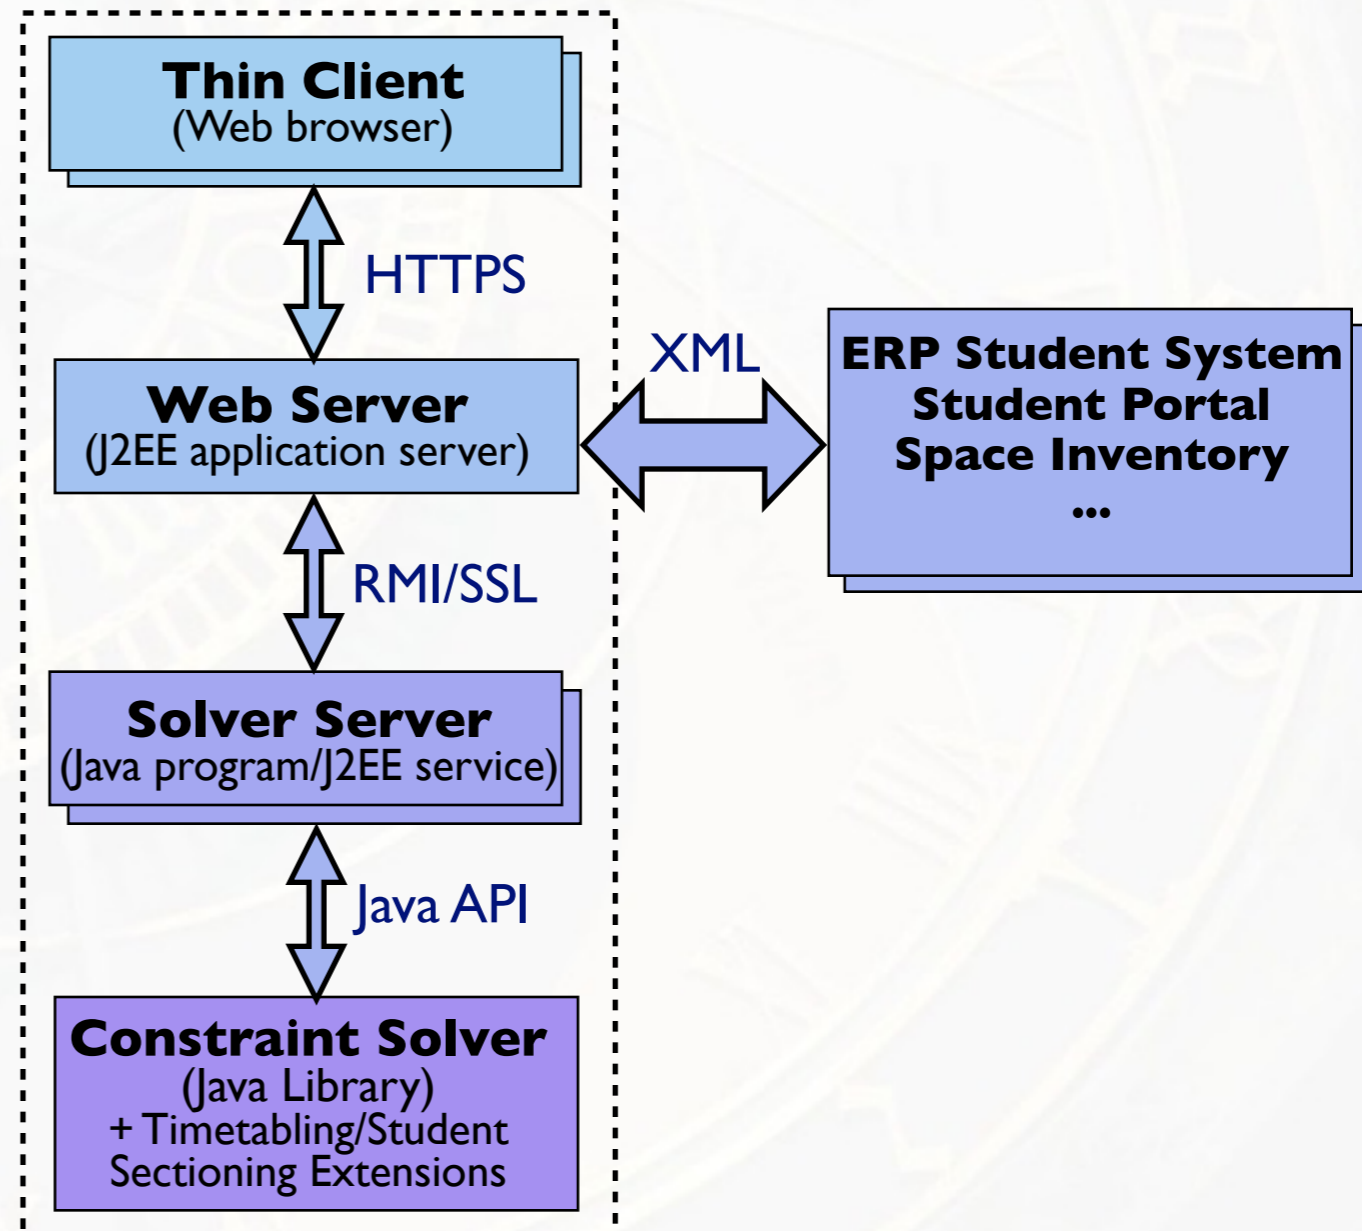 Thin Client
(Web browser)
HTTPS
Web Server
(J2EE application server)
XML
ERP Student System
Student Portal
Space Inventory
...
RMI/SSL
Solver Server
(Java program/J2EE service)
Java API
Constraint Solver
(Java Library)
+ Timetabling/Student
Sectioning Extensions